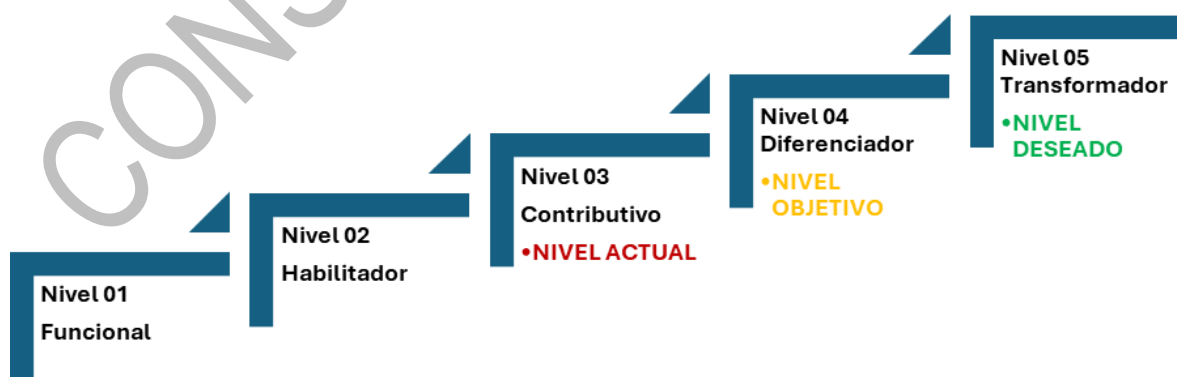 Nivel 01
Funcional
Nivel 02
Habilitador
Nivel 03
Contributivo
•NIVEL ACTUAL
Nivel 04
Diferenciador
•NIVEL
OBJETIVO
Nivel 05
Transformador
•NIVEL
DESEADO
CONS